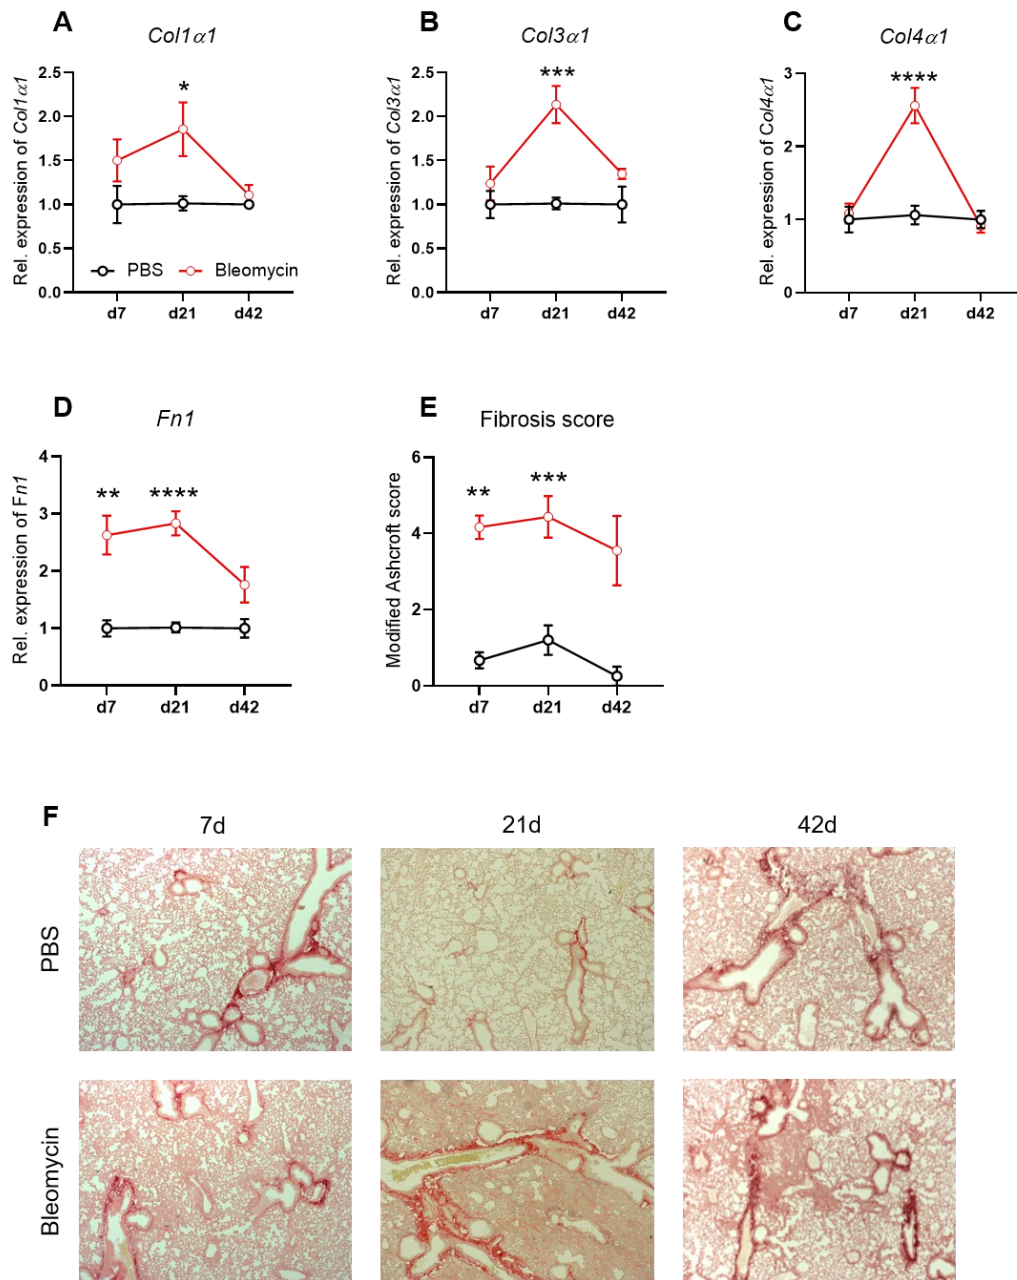 A
Col1α1
Rel. expression of Col1α1
2.5
2.0
1.5
1.0
0.5
0.0
*
PBS
Bleomycin
d7
d21
d42
B
Col3α1
Rel. expression of Col3α1
2.5
2.0
1.5
1.0
0.5
0.0
***
d7
d21
d42
C
Col4α1
Rel. expression of Col4α1
3
2
1
0
****
d7
d21
d42
D
Fn1
Rel. expression of Fn1
4
3
2
1
0
**
****
d7
d21
d42
E
Fibrosis score
Modified Ashcroft score
6
4
2
0
**
***
d7
d21
d42
F
7d
21d
42d
PBS
Bleomycin